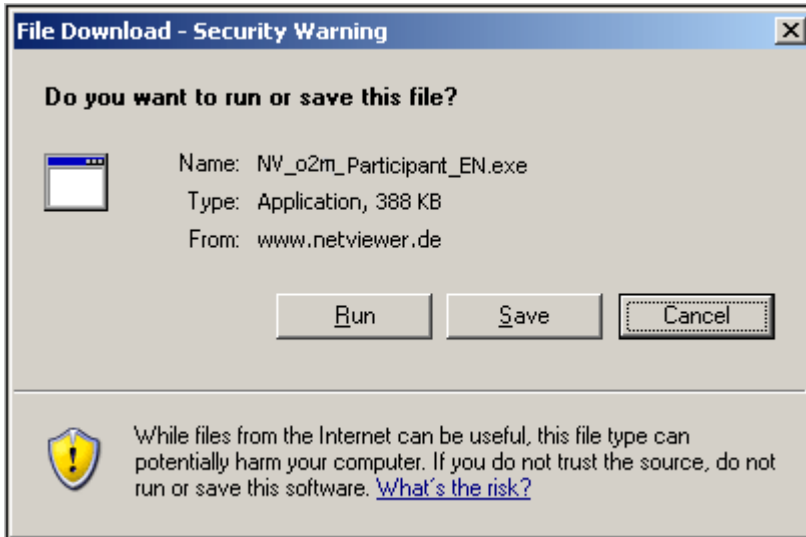 File Download - Security Warning
Do you want to run or save this file?
Name: NV_o2m_Participant_EN.exe
Type: Application, 388 KB
From: www.netviewer.de
Run Save Cancel
While files from the Internet can be useful, this file type can
potentially harm your computer. If you do not trust the source, do not
run or save this software. What's the risk?